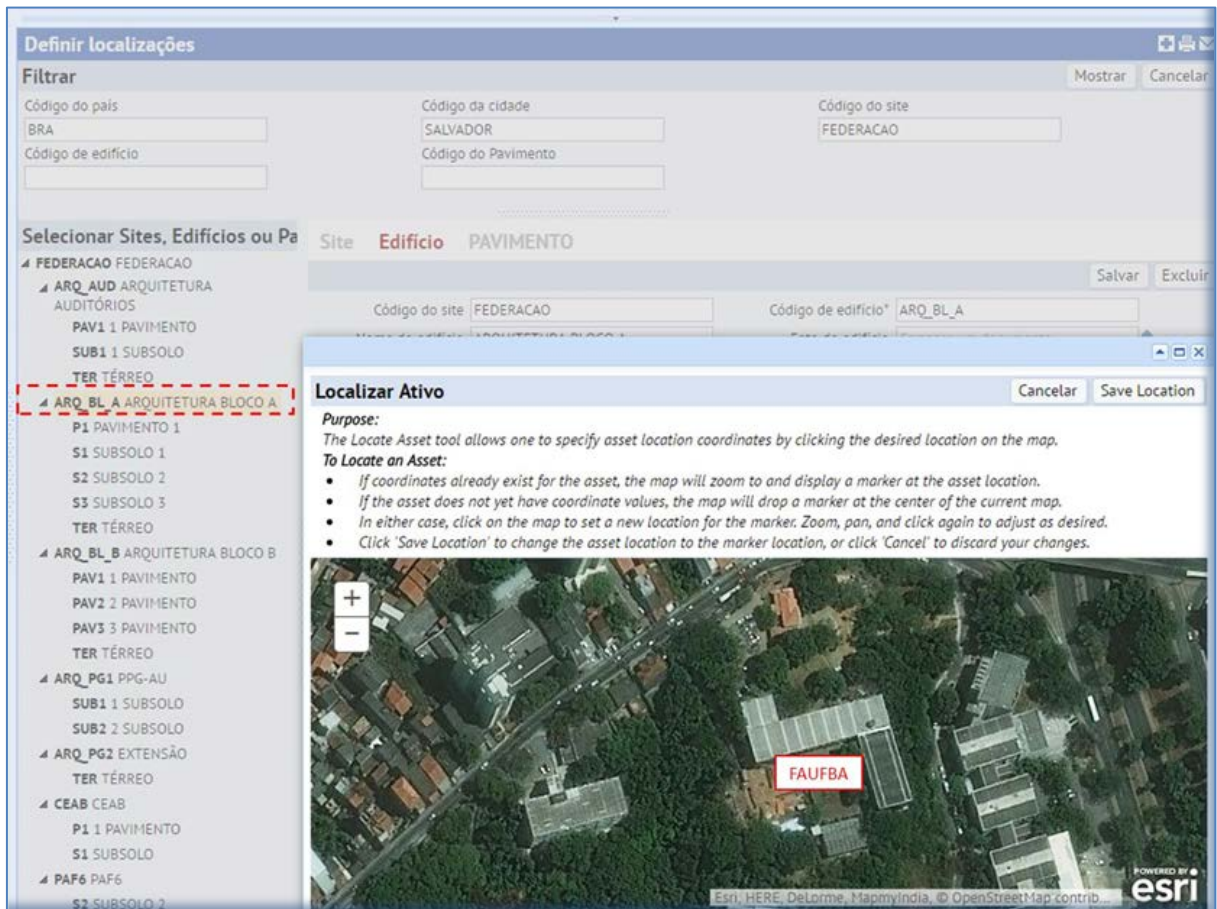 Definir localizações
Filtrar
Mostrar Cancelar
Código do país
Código da cidade
Código do site
BRA
SALVADOR
FEDERACAO
Código de edifício
Código do Pavimento
Selecionar Sites, Edifícios ou Pa
Site Edifício PAVIMENTO
Salvar Excluir
Código do site FEDERACAO
Código de edifício* ARQ_BL_A
FEDERACAO FEDERACAO
ARQ_AUD ARQUITETURA
AUDITÓRIOS
PAV1 1 PAVIMENTO
SUB1 1 SUBSOLO
TER TÉRREO
ARQ_BL_A ARQUITETURA BLOCO A
P1 PAVIMENTO 1
S1 SUBSOLO 1
S2 SUBSOLO 2
S3 SUBSOLO 3
TER TÉRREO
ARQ_BL_B ARQUITETURA BLOCO B
PAV1 1 PAVIMENTO
PAV2 2 PAVIMENTO
PAV3 3 PAVIMENTO
TER TÉRREO
ARQ_PG1 PPG-AU
SUB1 1 SUBSOLO
SUB2 2 SUBSOLO
ARQ_PG2 EXTENSÃO
TER TÉRREO
CEAB CEAB
P1 1 PAVIMENTO
S1 SUBSOLO
PAF6 PAF6
S2 SUBSOLO 2
Localizar Ativo
Cancelar Save Location
Purpose:
The Locate Asset tool allows one to specify asset location coordinates by clicking the desired location on the map.
To Locate an Asset:
• If coordinates already exist for the asset, the map will zoom to and display a marker at the asset location.
• If the asset does not yet have coordinate values, the map will drop a marker at the center of the current map.
• In either case, click on the map to set a new location for the marker. Zoom, pan, and click again to adjust as desired.
• Click 'Save Location' to change the asset location to the marker location, or click 'Cancel' to discard your changes.
+
−
FAUFBA
Esri, HERE, DeLorme, MapmyIndia, © OpenStreetMap contrib...
POWERED BY
esri